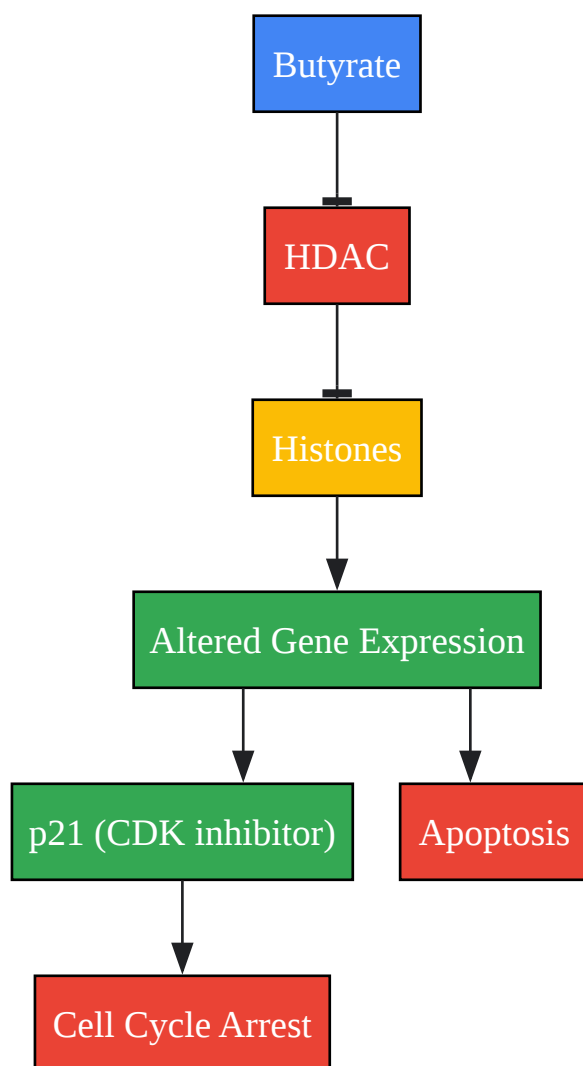 Butyrate
HDAC
Histones
Altered Gene Expression
p21 (CDK inhibitor)
Apoptosis
Cell Cycle Arrest